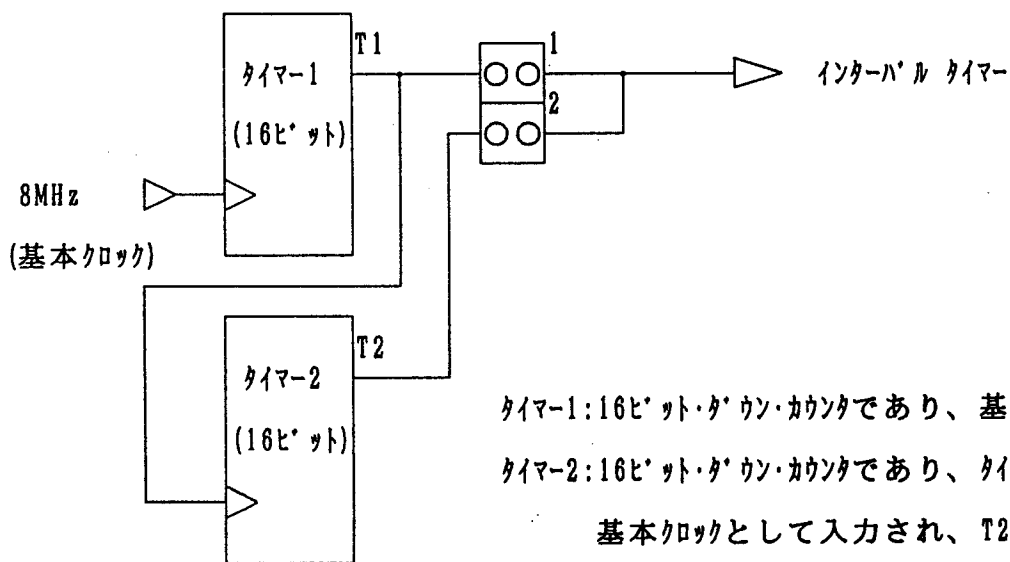 T1
1
タイマー1
インターバル タイマー
2
(16ビット)
8MHz
(基本クロック)
T2
タイマー2
(16ビット)
タイマー1:16ビット・ダウン・カウンタであり、基
タイマー2:16ビット・ダウン・カウンタであり、タイ
基本クロックとして入力され、T2